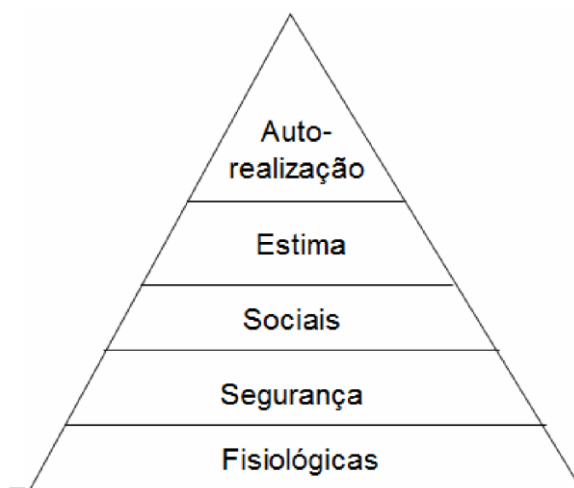 Auto-
realização
Estima
Sociais
Segurança
Fisiológicas